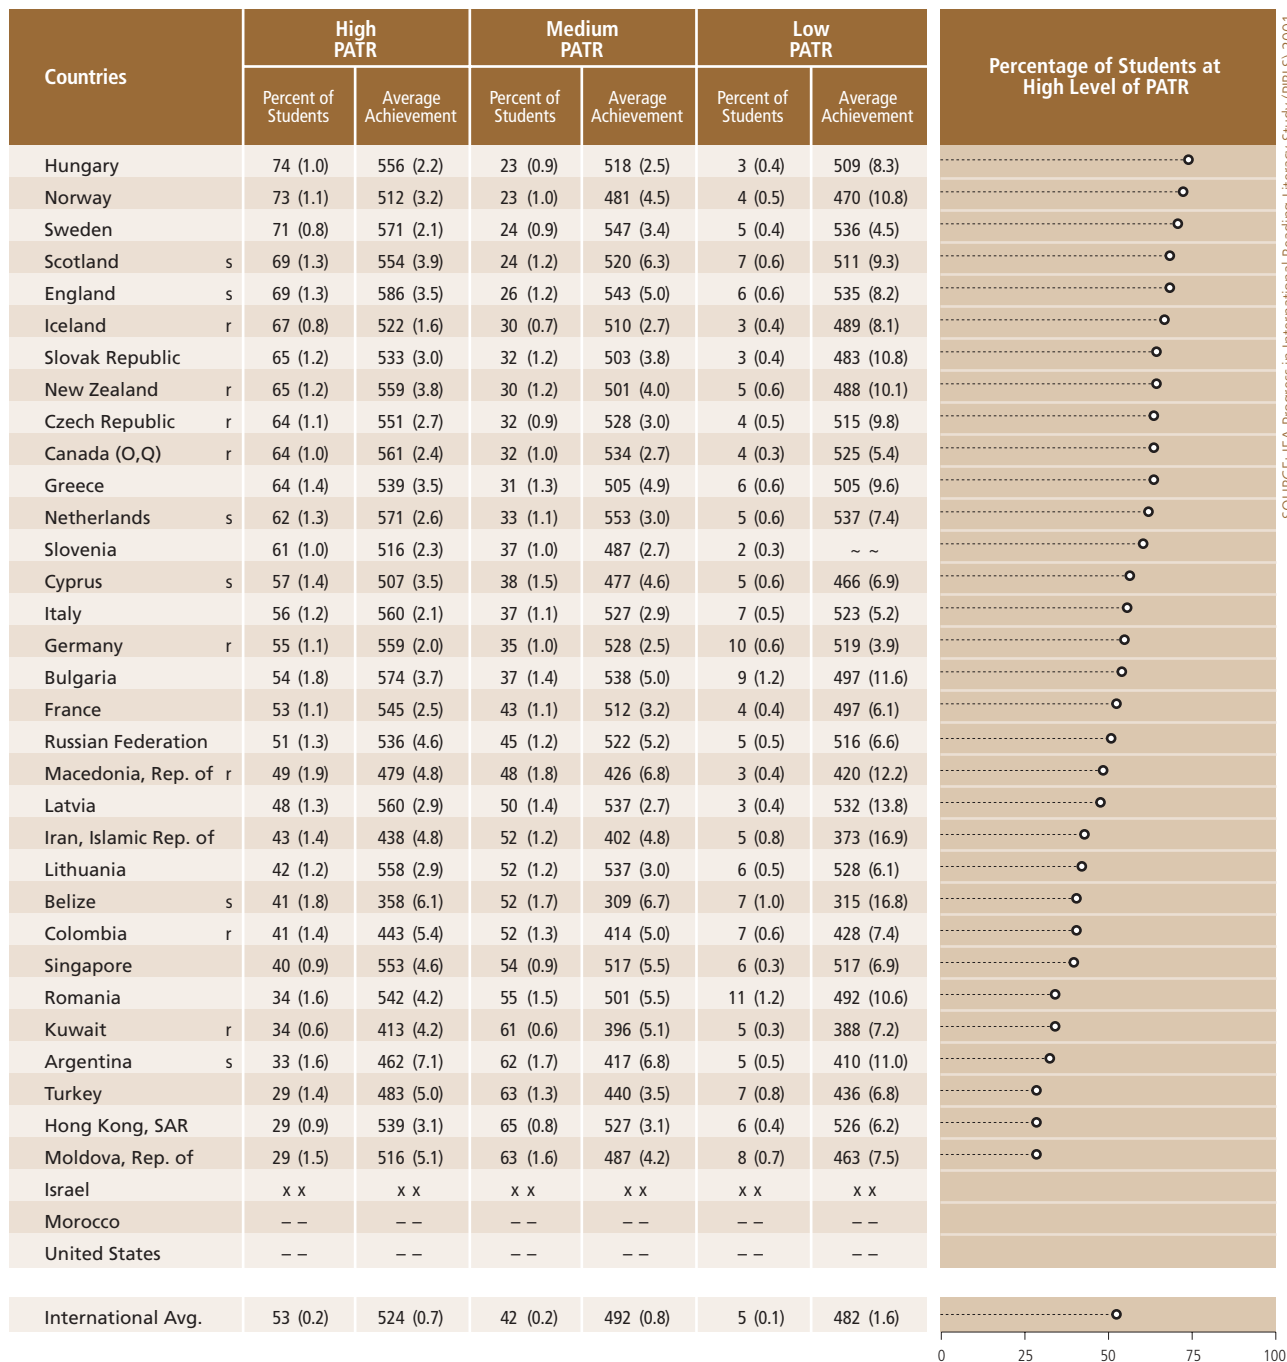 Countries
High PATR
Medium PATR
Low PATR
Percentage of Students at High Level of PATR
Percent of Students
Average Achievement
Percent of Students
Average Achievement
Percent of Students
Average Achievement
Hungary 74 (1.0) 556 (2.2) 23 (0.9) 518 (2.5) 3 (0.4) 509 (8.3)
Norway 73 (1.1) 512 (3.2) 23 (1.0) 481 (4.5) 4 (0.5) 470 (10.8)
Sweden 71 (0.8) 571 (2.1) 24 (0.9) 547 (3.4) 5 (0.4) 536 (4.5)
Scotland s 69 (1.3) 554 (3.9) 24 (1.2) 520 (6.3) 7 (0.6) 511 (9.3)
England s 69 (1.3) 586 (3.5) 26 (1.2) 543 (5.0) 6 (0.6) 535 (8.2)
Iceland r 67 (0.8) 522 (1.6) 30 (0.7) 510 (2.7) 3 (0.4) 489 (8.1)
Slovak Republic 65 (1.2) 533 (3.0) 32 (1.2) 503 (3.8) 3 (0.4) 483 (10.8)
New Zealand r 65 (1.2) 559 (3.8) 30 (1.2) 501 (4.0) 5 (0.6) 488 (10.1)
Czech Republic r 64 (1.1) 551 (2.7) 32 (0.9) 528 (3.0) 4 (0.5) 515 (9.8)
Canada (O,Q) r 64 (1.0) 561 (2.4) 32 (1.0) 534 (2.7) 4 (0.3) 525 (5.4)
Greece 64 (1.4) 539 (3.5) 31 (1.3) 505 (4.9) 6 (0.6) 505 (9.6)
Netherlands s 62 (1.3) 571 (2.6) 33 (1.1) 553 (3.0) 5 (0.6) 537 (7.4)
Slovenia 61 (1.0) 516 (2.3) 37 (1.0) 487 (2.7) 2 (0.3) ~ ~
Cyprus s 57 (1.4) 507 (3.5) 38 (1.5) 477 (4.6) 5 (0.6) 466 (6.9)
Italy 56 (1.2) 560 (2.1) 37 (1.1) 527 (2.9) 7 (0.5) 523 (5.2)
Germany r 55 (1.1) 559 (2.0) 35 (1.0) 528 (2.5) 10 (0.6) 519 (3.9)
Bulgaria 54 (1.8) 574 (3.7) 37 (1.4) 538 (5.0) 9 (1.2) 497 (11.6)
France 53 (1.1) 545 (2.5) 43 (1.1) 512 (3.2) 4 (0.4) 497 (6.1)
Russian Federation 51 (1.3) 536 (4.6) 45 (1.2) 522 (5.2) 5 (0.5) 516 (6.6)
Macedonia, Rep. of r 49 (1.9) 479 (4.8) 48 (1.8) 426 (6.8) 3 (0.4) 420 (12.2)
Latvia 48 (1.3) 560 (2.9) 50 (1.4) 537 (2.7) 3 (0.4) 532 (13.8)
Iran, Islamic Rep. of 43 (1.4) 438 (4.8) 52 (1.2) 402 (4.8) 5 (0.8) 373 (16.9)
Lithuania 42 (1.2) 558 (2.9) 52 (1.2) 537 (3.0) 6 (0.5) 528 (6.1)
Belize s 41 (1.8) 358 (6.1) 52 (1.7) 309 (6.7) 7 (1.0) 315 (16.8)
Colombia r 41 (1.4) 443 (5.4) 52 (1.3) 414 (5.0) 7 (0.6) 428 (7.4)
Singapore 40 (0.9) 553 (4.6) 54 (0.9) 517 (5.5) 6 (0.3) 517 (6.9)
Romania 34 (1.6) 542 (4.2) 55 (1.5) 501 (5.5) 11 (1.2) 492 (10.6)
Kuwait r 34 (0.6) 413 (4.2) 61 (0.6) 396 (5.1) 5 (0.3) 388 (7.2)
Argentina s 33 (1.6) 462 (7.1) 62 (1.7) 417 (6.8) 5 (0.5) 410 (11.0)
Turkey 29 (1.4) 483 (5.0) 63 (1.3) 440 (3.5) 7 (0.8) 436 (6.8)
Hong Kong, SAR 29 (0.9) 539 (3.1) 65 (0.8) 527 (3.1) 6 (0.4) 526 (6.2)
Moldova, Rep. of 29 (1.5) 516 (5.1) 63 (1.6) 487 (4.2) 8 (0.7) 463 (7.5)
Israel x x x x x x x x x x x x
Morocco – – – – – – – – – – – –
United States – – – – – – – – – – – –
International Avg. 53 (0.2) 524 (0.7) 42 (0.2) 492 (0.8) 5 (0.1) 482 (1.6)
0 25 50 75 100